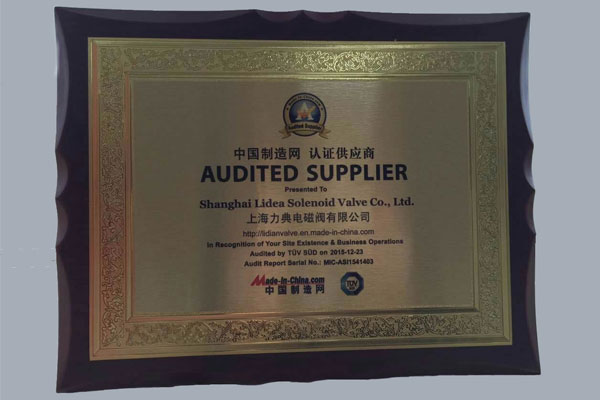 Audited Supplier
中国制造网 认证供应商
AUDITED SUPPLIER
Presented To
Shanghai Lidea Solenoid Valve Co., Ltd.
上海力典电磁阀有限公司
http://lidianvalve.en.made-in-china.com
In Recognition of Your Site Existence & Business Operations
Audited by TÜV SÜD on 2015-12-23
Audit Report Serial No.: MIC-ASI1541403
Made-in-China.com
中国制造网
TÜV